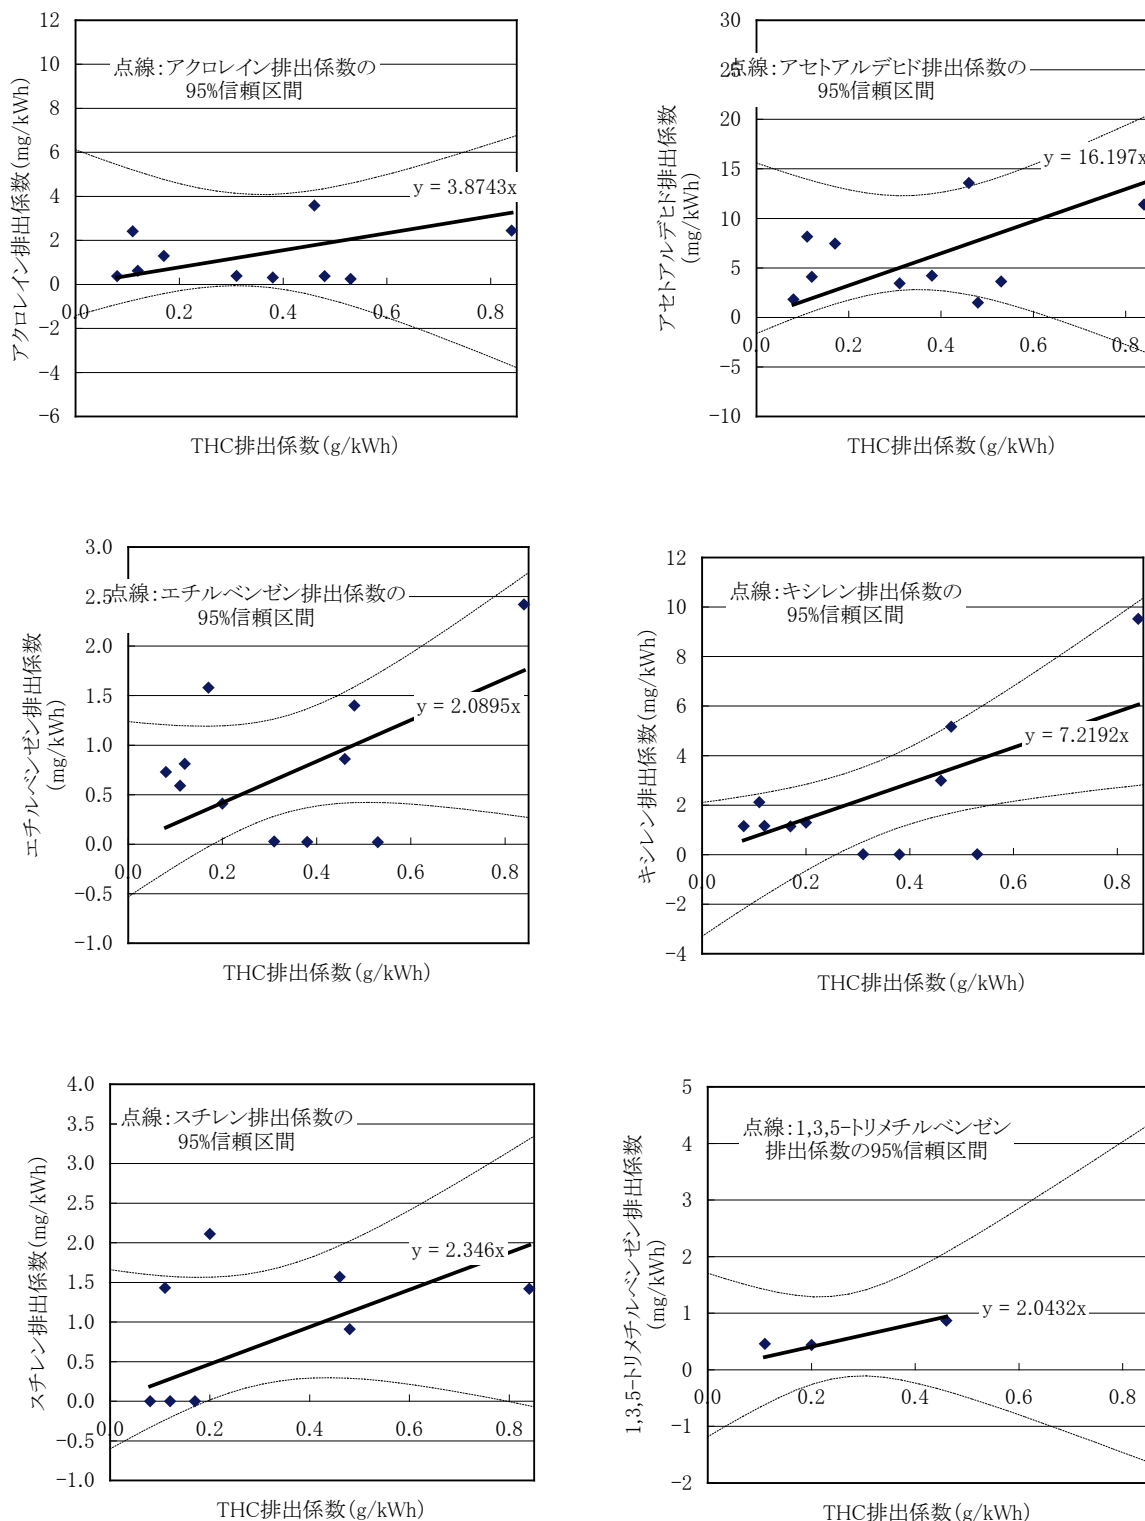 12
10
8
6
4
2
0
−2
−4
−6
0.0
0.2
0.4
0.6
0.8
点線：アクロレイン排出係数の
95%信頼区間
y = 3.8743x
アクロレイン排出係数(mg/kWh)
THC排出係数(g/kWh)
30
25
20
15
10
5
0
−5
−10
0.0
0.2
0.4
0.6
0.8
点線：アセトアルデヒド排出係数の
95%信頼区間
y = 16.197x
アセトアルデヒド排出係数
(mg/kWh)
THC排出係数(g/kWh)
3.0
2.5
2.0
1.5
1.0
0.5
0.0
−0.5
−1.0
0.0
0.2
0.4
0.6
0.8
点線：エチルベンゼン排出係数の
95%信頼区間
y = 2.0895x
エチルベンゼン排出係数
(mg/kWh)
THC排出係数(g/kWh)
12
10
8
6
4
2
0
−2
−4
0.0
0.2
0.4
0.6
0.8
点線：キシレン排出係数の
95%信頼区間
y = 7.2192x
キシレン排出係数(mg/kWh)
THC排出係数(g/kWh)
4.0
3.5
3.0
2.5
2.0
1.5
1.0
0.5
0.0
−0.5
−1.0
0.0
0.2
0.4
0.6
0.8
点線：スチレン排出係数の
95%信頼区間
y = 2.346x
スチレン排出係数(mg/kWh)
THC排出係数(g/kWh)
5
4
3
2
1
0
−1
−2
0.0
0.2
0.4
0.6
0.8
点線：1,3,5-トリメチルベンゼン
排出係数の95%信頼区間
y = 2.0432x
1,3,5-トリメチルベンゼン排出係数
(mg/kWh)
THC排出係数(g/kWh)